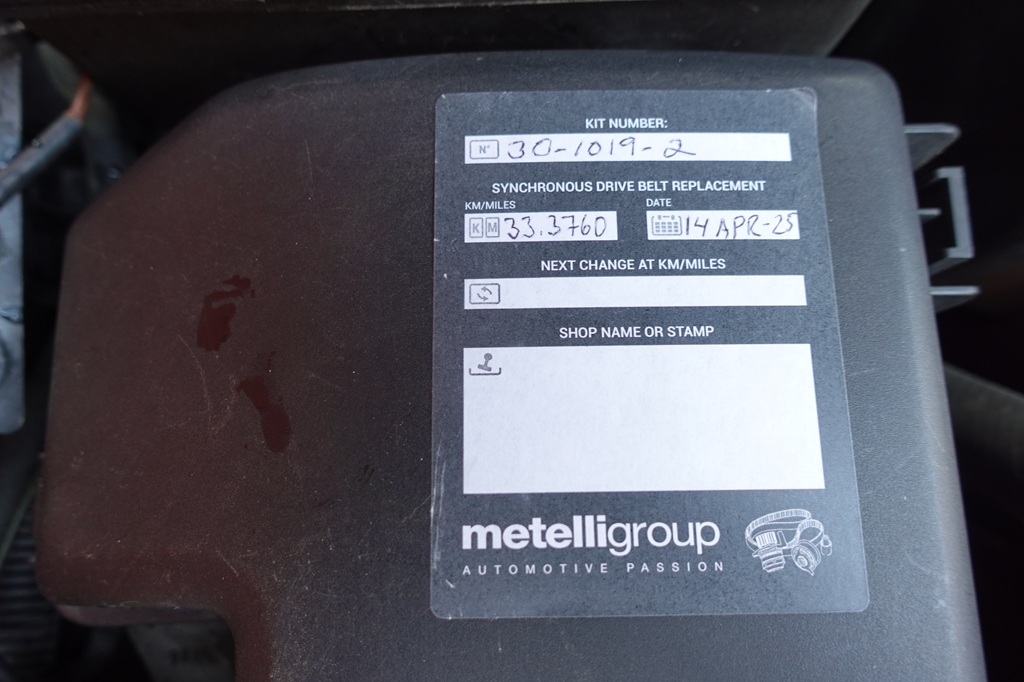 KIT NUMBER:
N° 30-1019-2
SYNCHRONOUS DRIVE BELT REPLACEMENT
KM/MILES DATE
K M 33.3760 14 APR-25
NEXT CHANGE AT KM/MILES
SHOP NAME OR STAMP
metelligroup
AUTOMOTIVE PASSION